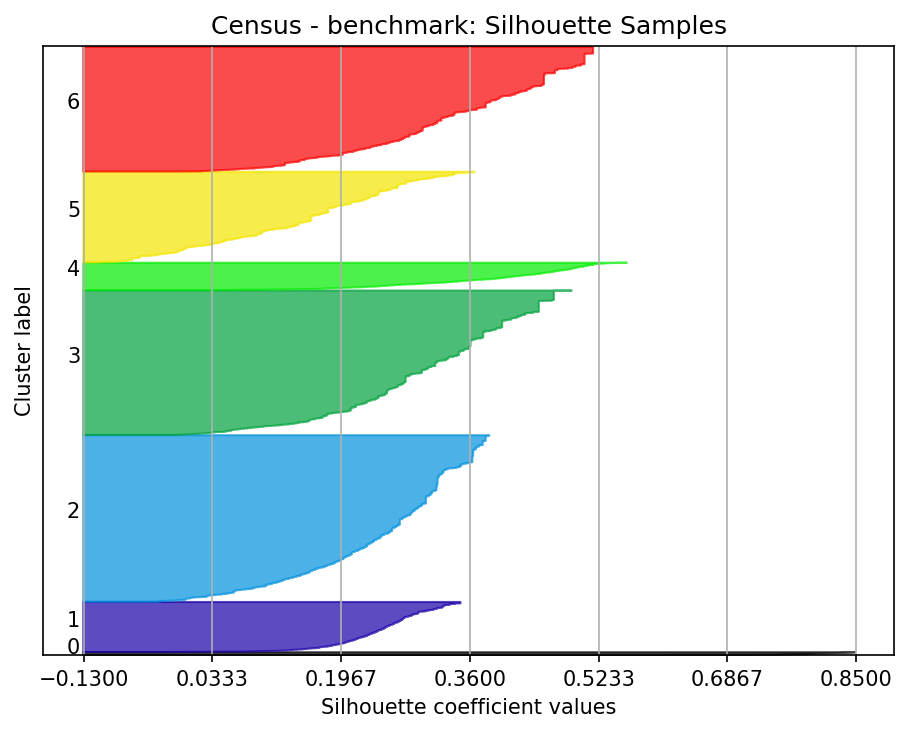 Census - benchmark: Silhouette Samples
6
5
4
3
2
1
0
Cluster label
−0.1300 0.0333 0.1967 0.3600 0.5233 0.6867 0.8500
Silhouette coefficient values